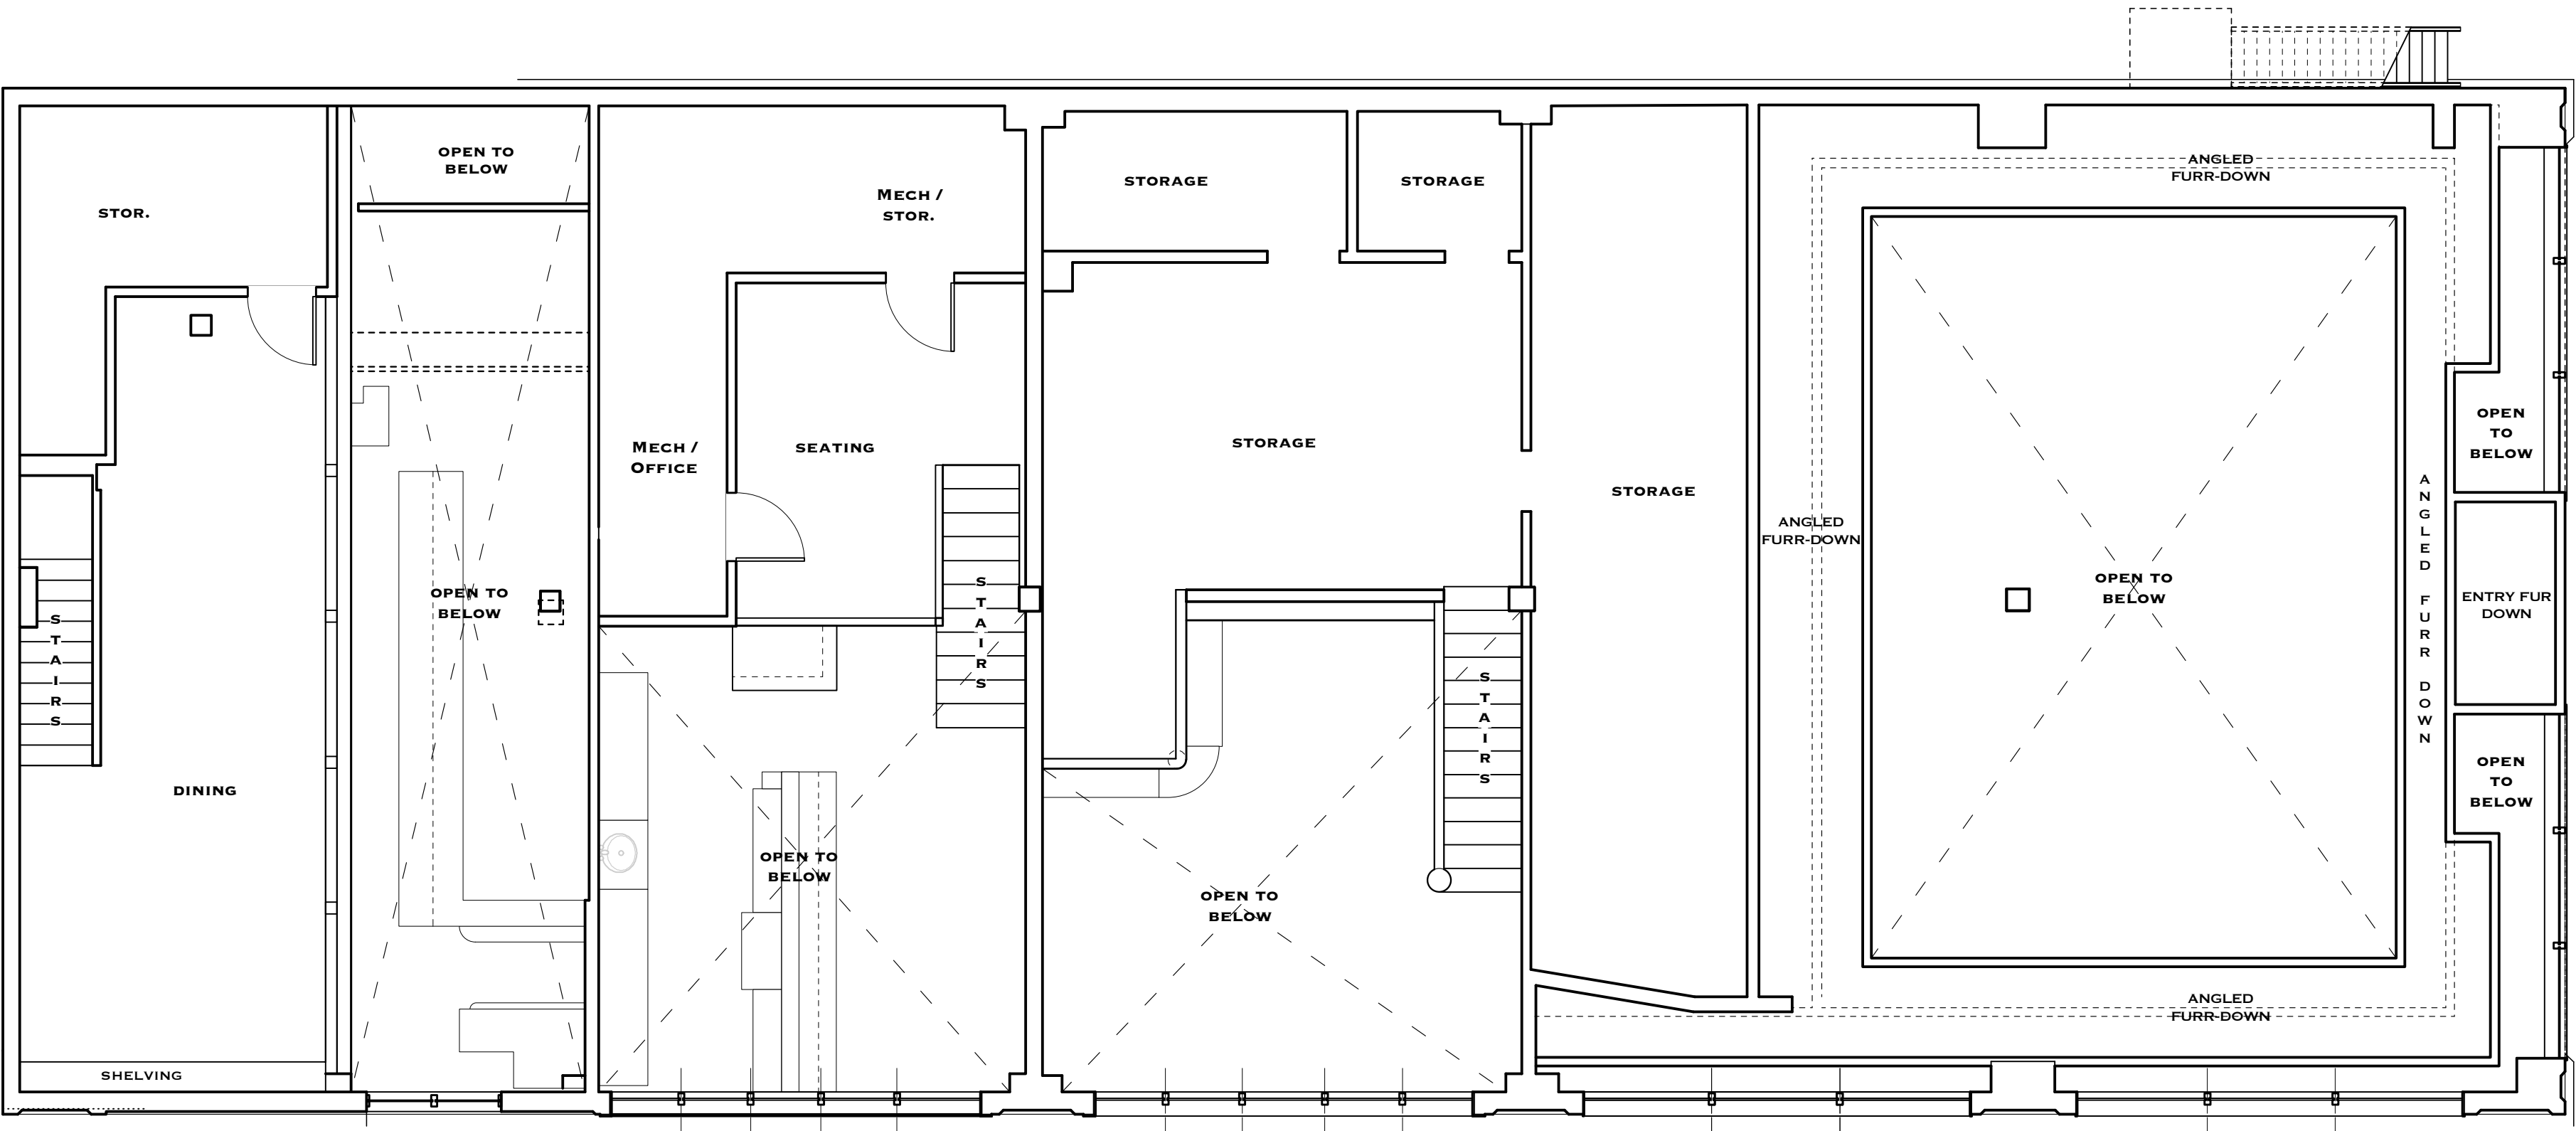 OPEN TO
BELOW
STOR.
MECH /
STOR.
STORAGE
STORAGE
ANGLED
FURR-DOWN
MECH /
OFFICE
SEATING
STORAGE
STORAGE
ANGLED
FURR-DOWN
OPEN
TO
BELOW
ANGLED FURR DOWN
OPEN TO
BELOW
STAIRS
OPEN TO
BELOW
ENTRY FUR
DOWN
STAIRS
STAIRS
DINING
OPEN
TO
BELOW
OPEN TO
BELOW
OPEN TO
BELOW
ANGLED
FURR-DOWN
SHELVING